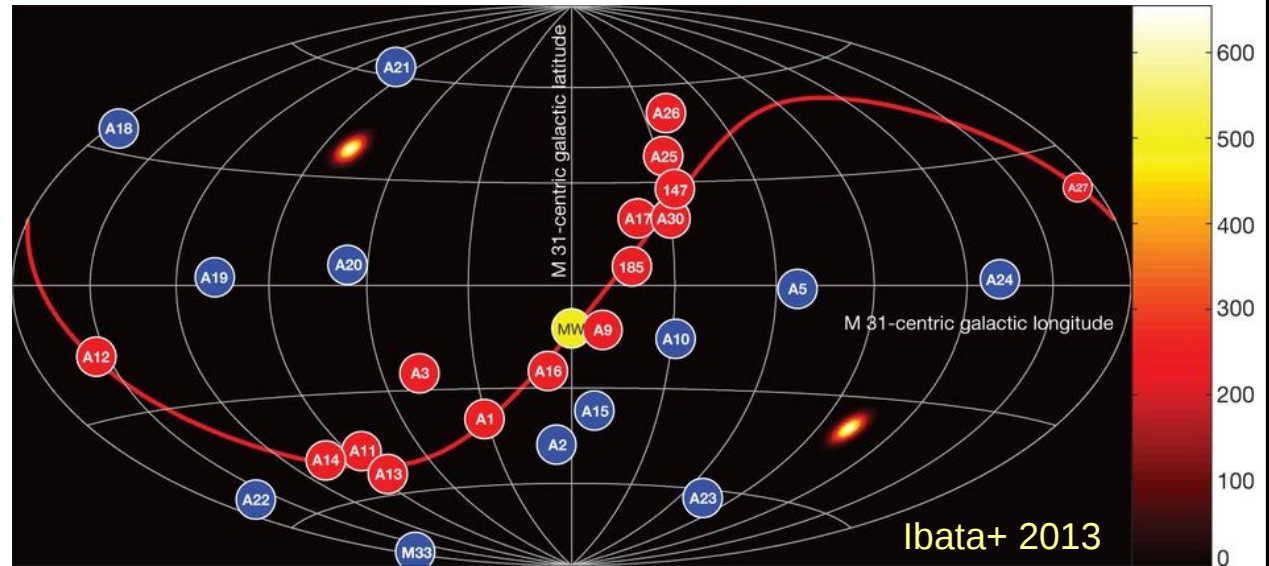 M 31-centric galactic latitude
A21
A18
A26
A25
147
A27
A17
A30
A19
A20
185
A5
A24
M 31-centric galactic longitude
MW
A9
A10
A12
A3
A16
A15
A1
A2
A14
A11
A13
A22
A23
M33
Ibata+ 2013
600
500
400
300
200
100
0